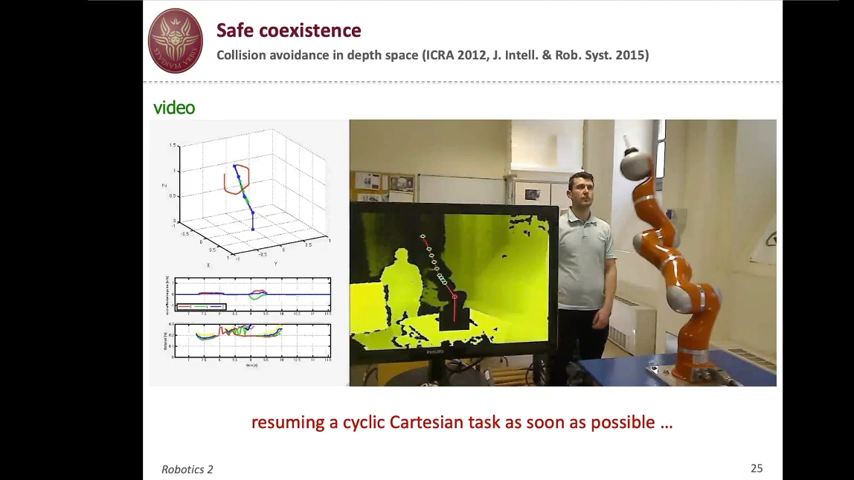 Safe coexistence
Collision avoidance in depth space (ICRA 2012, J. Intell. & Rob. Syst. 2015)
video
resuming a cyclic Cartesian task as soon as possible ...
Robotics 2
25